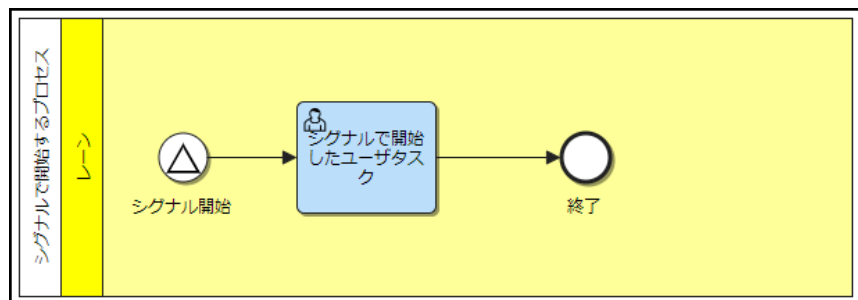 シグナルで開始するプロセス
レーン
シグナルで開始
したユーザタス
ク
シグナル開始
終了